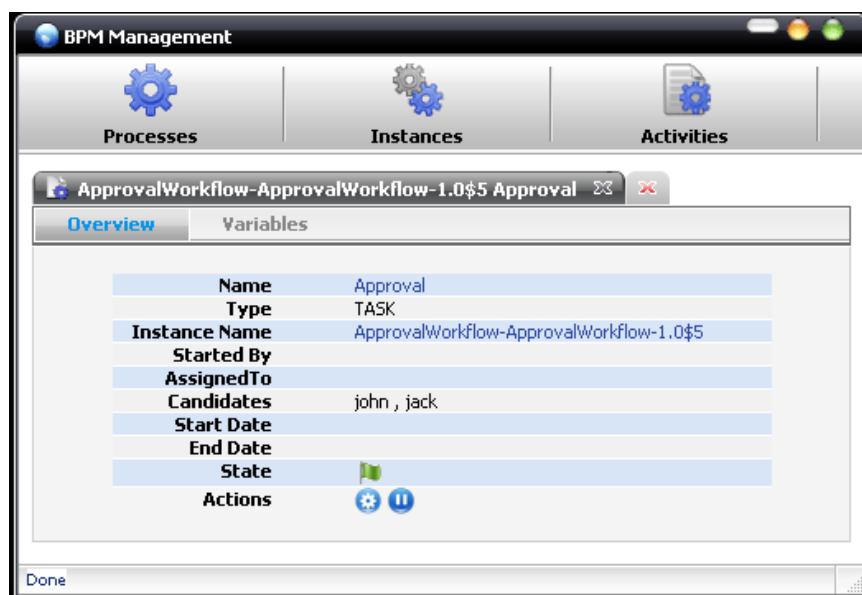 BPM Management
Processes Instances Activities
ApprovalWorkflow-ApprovalWorkflow-1.0$5 Approval
Overview Variables
Name Approval
Type TASK
Instance Name ApprovalWorkflow-ApprovalWorkflow-1.0$5
Started By
AssignedTo
Candidates john , jack
Start Date
End Date
State
Actions
Done